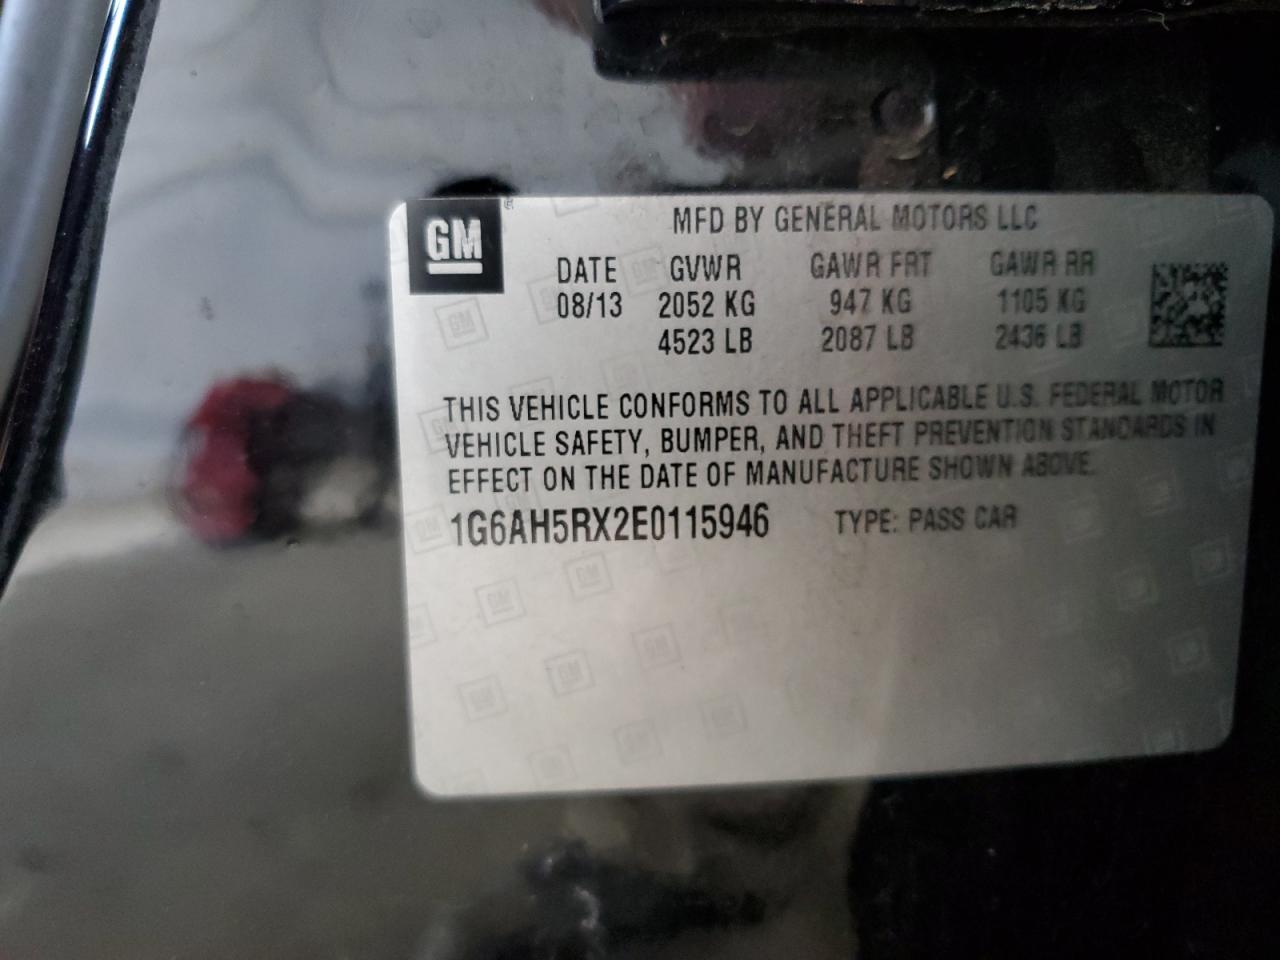 GM
MFD BY GENERAL MOTORS LLC
DATE GVWR GAWR FRT GAWR RR
08/13 2052 KG 947 KG 1105 KG
4523 LB 2087 LB 2436 LB
THIS VEHICLE CONFORMS TO ALL APPLICABLE U.S. FEDERAL MOTOR
VEHICLE SAFETY, BUMPER, AND THEFT PREVENTION STANDARDS IN
EFFECT ON THE DATE OF MANUFACTURE SHOWN ABOVE.
1G6AH5RX2E0115946 TYPE: PASS CAR